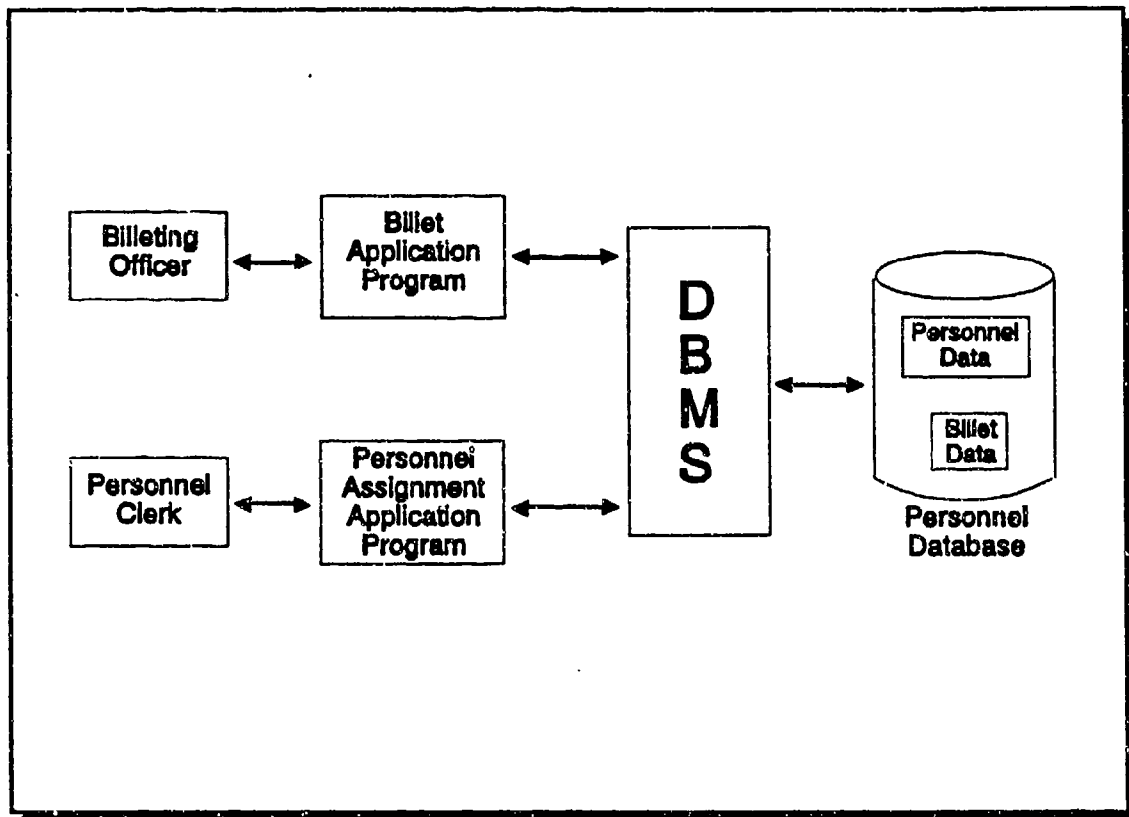 Billeting
Officer
Billet
Application
Program
D
B
M
S
Personnel
Data
Billet
Data
Personnel
Database
Personnel
Clerk
Personnel
Assignment
Application
Program